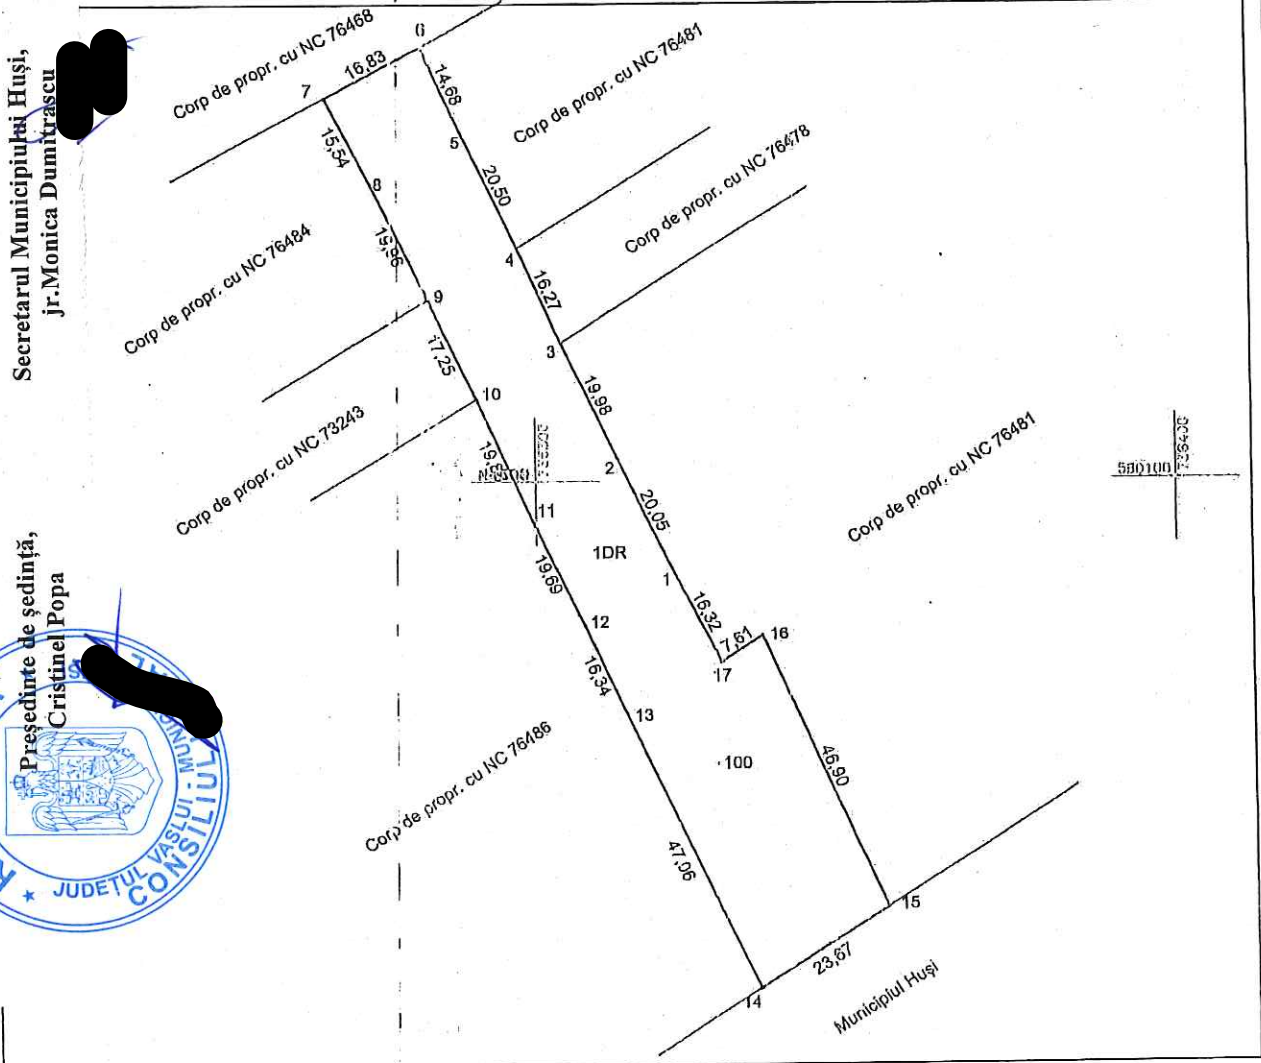 Secretarul Municipiului Huși,
jr.Monica Dumitrascu
Președinte de ședință,
Cristinel Popa
JUDEȚUL VASLUI
CONSILIUL
Corp de propr. cu NC 76468
6
16,83
7
Corp de propr. cu NC 76481
14,68
5
15,54
8
20,50
Corp de propr. cu NC 76478
19,96
4
Corp de propr. cu NC 76484
16,27
9
3
17,25
10
19,98
Corp de propr. cu NC 73243
2
11
20,05
Corp de propr. cu NC 76481
1DR
19,69
1
12
16,32
7,61
16
17
16,34
13
100
46,90
Corp de propr. cu NC 76486
47,06
15
23,67
14
Municipiul Huși